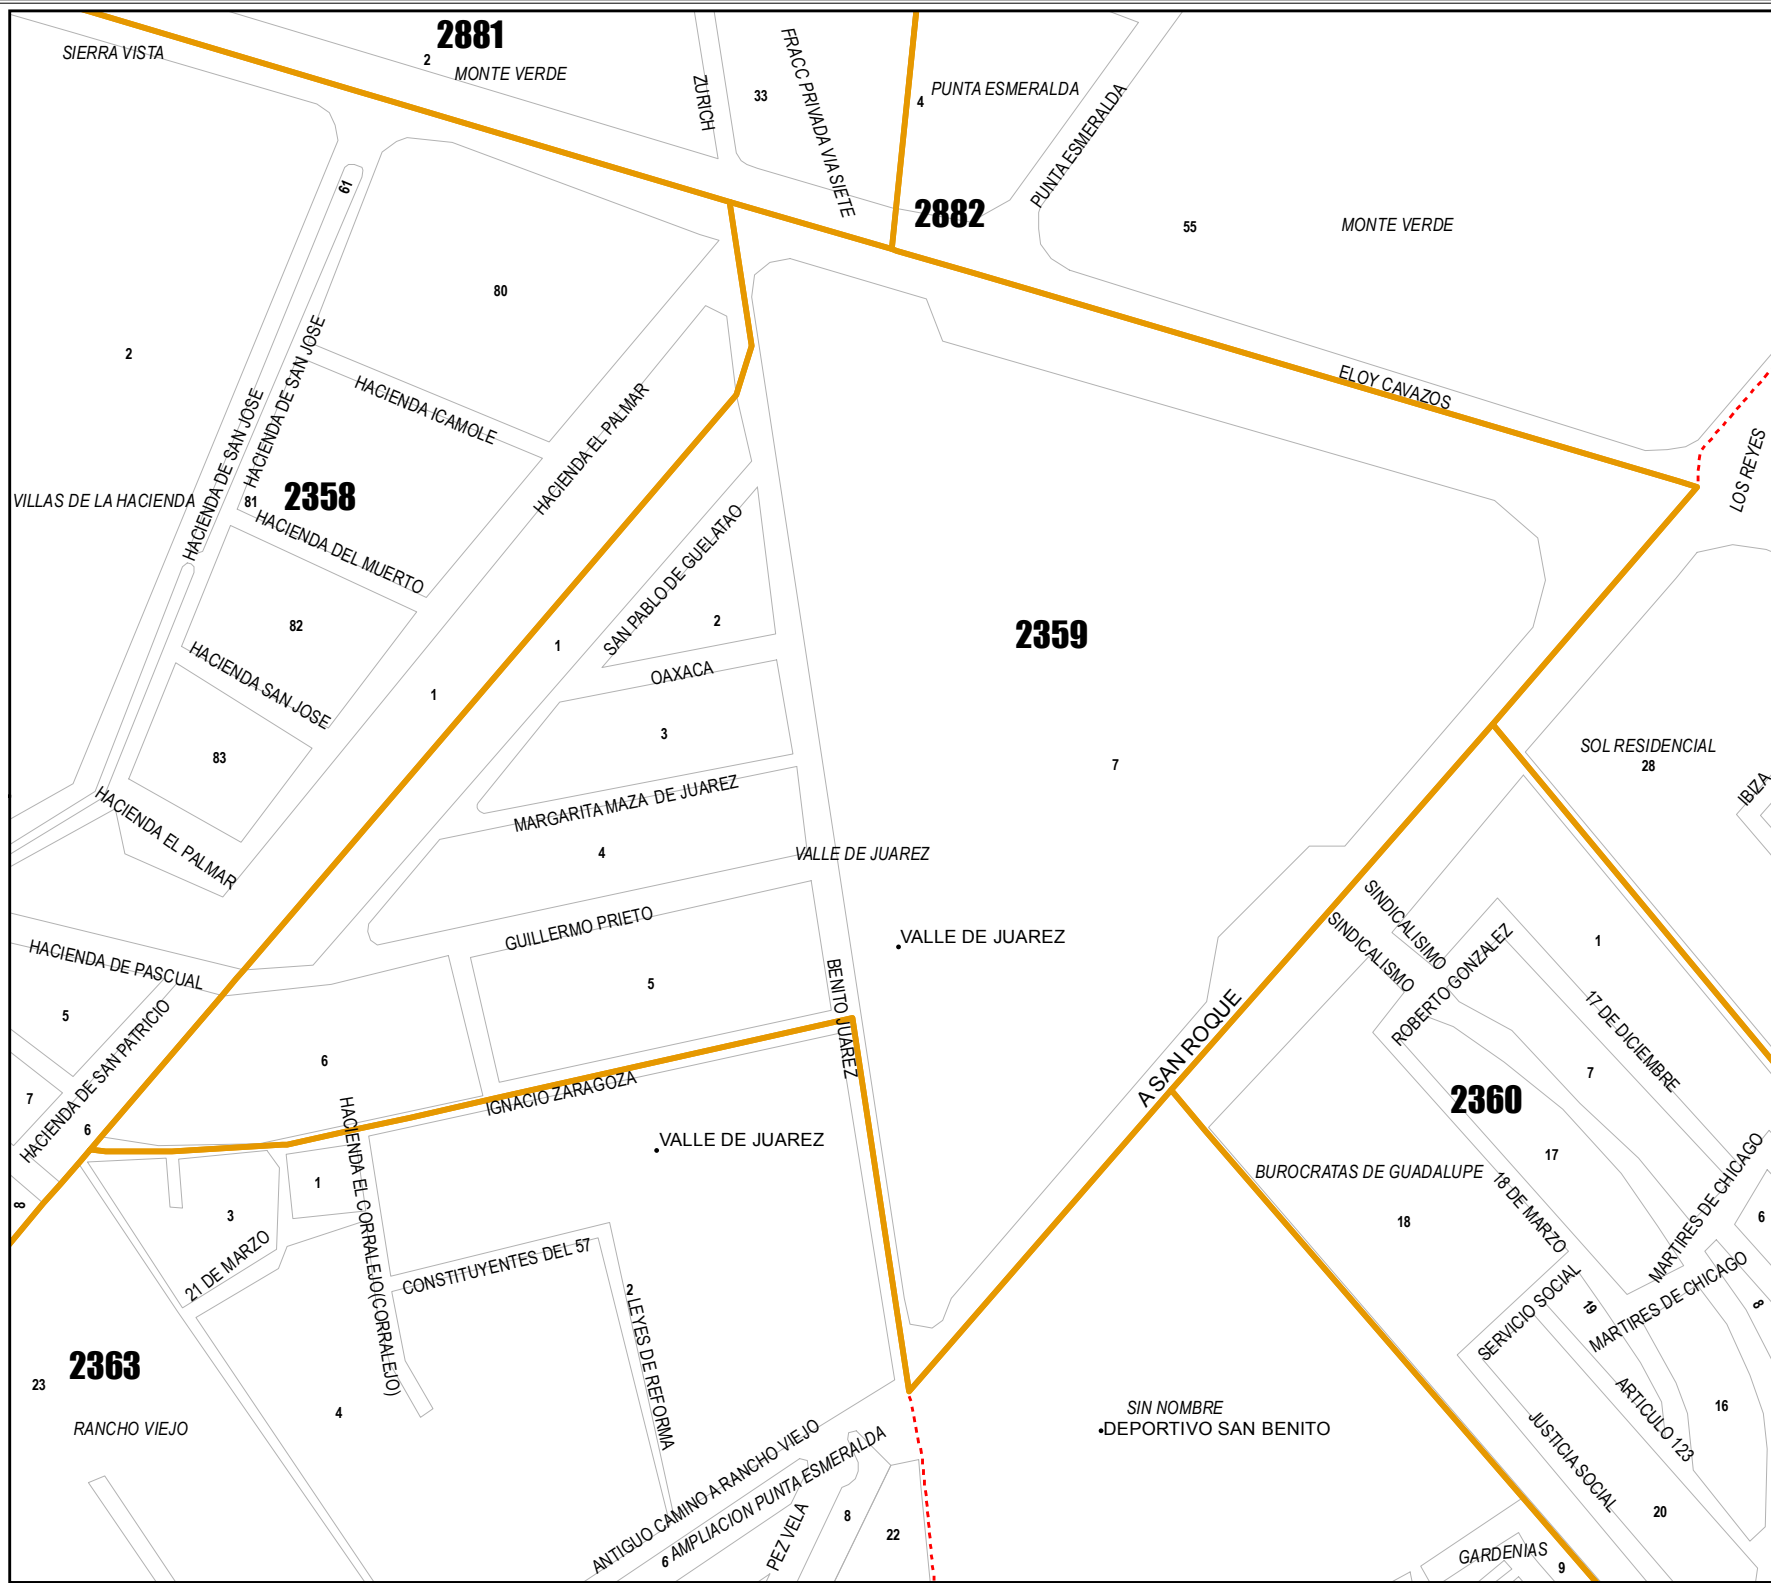 2881
SIERRA VISTA
2
MONTE VERDE
ZURICH
33
FRACC PRIVADA VIA SIETE
4
PUNTA ESMERALDA
PUNTA ESMERALDA
2882
55
MONTE VERDE
61
80
2
HACIENDA DE SAN JOSE
HACIENDA DE SAN JOSE
HACIENDA ICAMOLE
HACIENDA EL PALMAR
ELOY CAVAZOS
LOS REYES
VILLAS DE LA HACIENDA
81
2358
HACIENDA DEL MUERTO
SAN PABLO DE GUELATAO
82
1
2
2359
HACIENDA SAN JOSE
1
OAXACA
83
3
7
SOL RESIDENCIAL
28
IBIZA
HACIENDA EL PALMAR
MARGARITA MAZA DE JUAREZ
4
VALLE DE JUAREZ
GUILLERMO PRIETO
VALLE DE JUAREZ
SINDICALISIMO
SINDICALISMO
ROBERTO GONZALEZ
1
HACIENDA DE PASCUAL
5
5
BENITO JUAREZ
A SAN ROQUE
17 DE DICIEMBRE
HACIENDA DE SAN PATRICIO
6
7
6
IGNACIO ZARAGOZA
7
2360
VALLE DE JUAREZ
17
BUROCRATAS DE GUADALUPE
18 DE MARZO
MARTIRES DE CHICAGO
8
3
1
HACIENDA EL CORRALEJO(CORRALEJO)
18
6
21 DE MARZO
CONSTITUYENTES DEL 57
2
LEYES DE REFORMA
SERVICIO SOCIAL
19
MARTIRES DE CHICAGO
8
2363
23
RANCHO VIEJO
4
SIN NOMBRE
DEPORTIVO SAN BENITO
ARTICULO 123
16
JUSTICIA SOCIAL
ANTIGUO CAMINO A RANCHO VIEJO
6
AMPLIACION PUNTA ESMERALDA
PEZ VELA
8
22
20
GARDENIAS
9